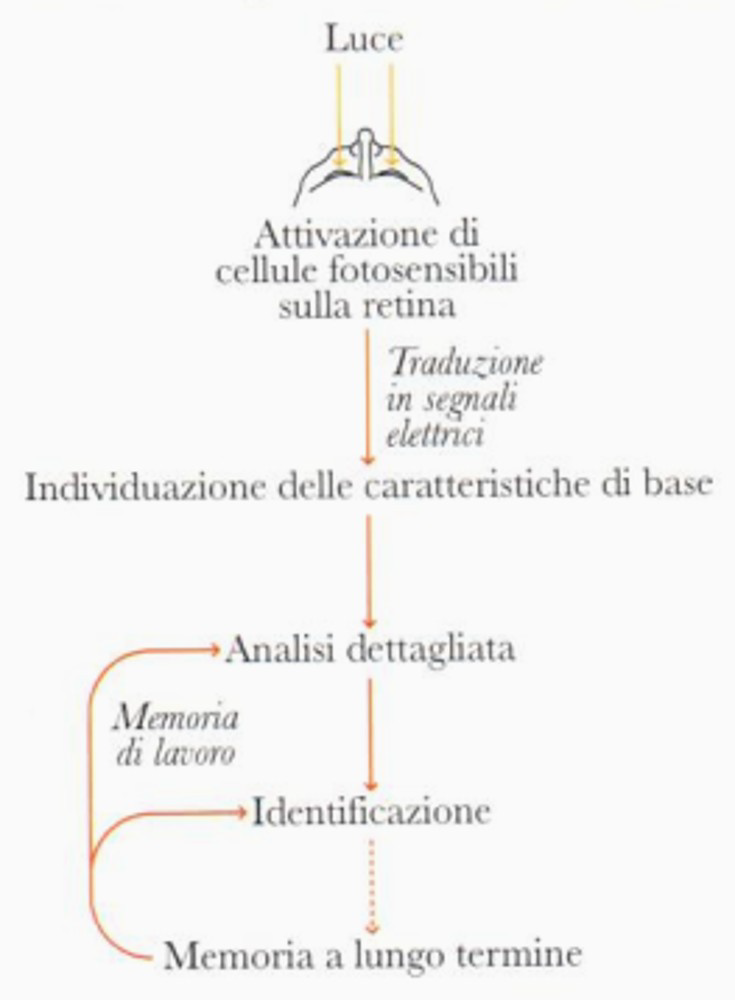 Luce
Attivazione di
cellule fotosensibili
sulla retina
Traduzione
in segnali
elettrici
Individuazione delle caratteristiche di base
Analisi dettagliata
Memoria
di lavoro
Identificazione
Memoria a lungo termine